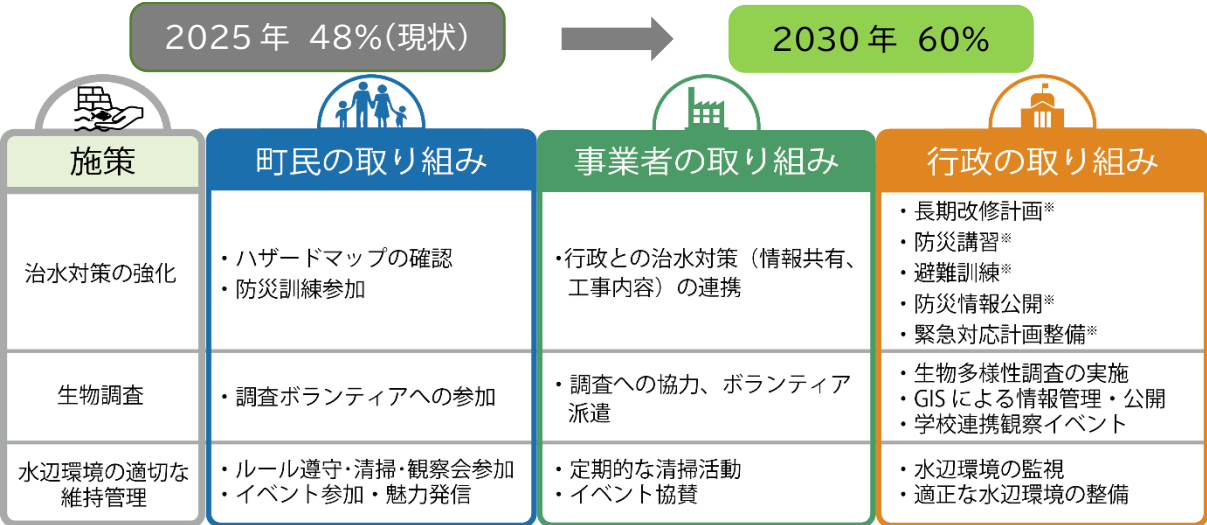 2025年 48%(現状)
2030年 60%
施策
町民の取り組み
事業者の取り組み
行政の取り組み
治水対策の強化
・ハザードマップの確認
・防災訓練参加
・行政との治水対策（情報共有、
工事内容）の連携
・長期改修計画※
・防災講習※
・避難訓練※
・防災情報公開※
・緊急対応計画整備※
生物調査
・調査ボランティアへの参加
・調査への協力、ボランティア
派遣
・生物多様性調査の実施
・GISによる情報管理・公開
・学校連携観察イベント
水辺環境の適切な
維持管理
・ルール遵守・清掃・観察会参加
・イベント参加・魅力発信
・定期的な清掃活動
・イベント協賛
・水辺環境の監視
・適正な水辺環境の整備